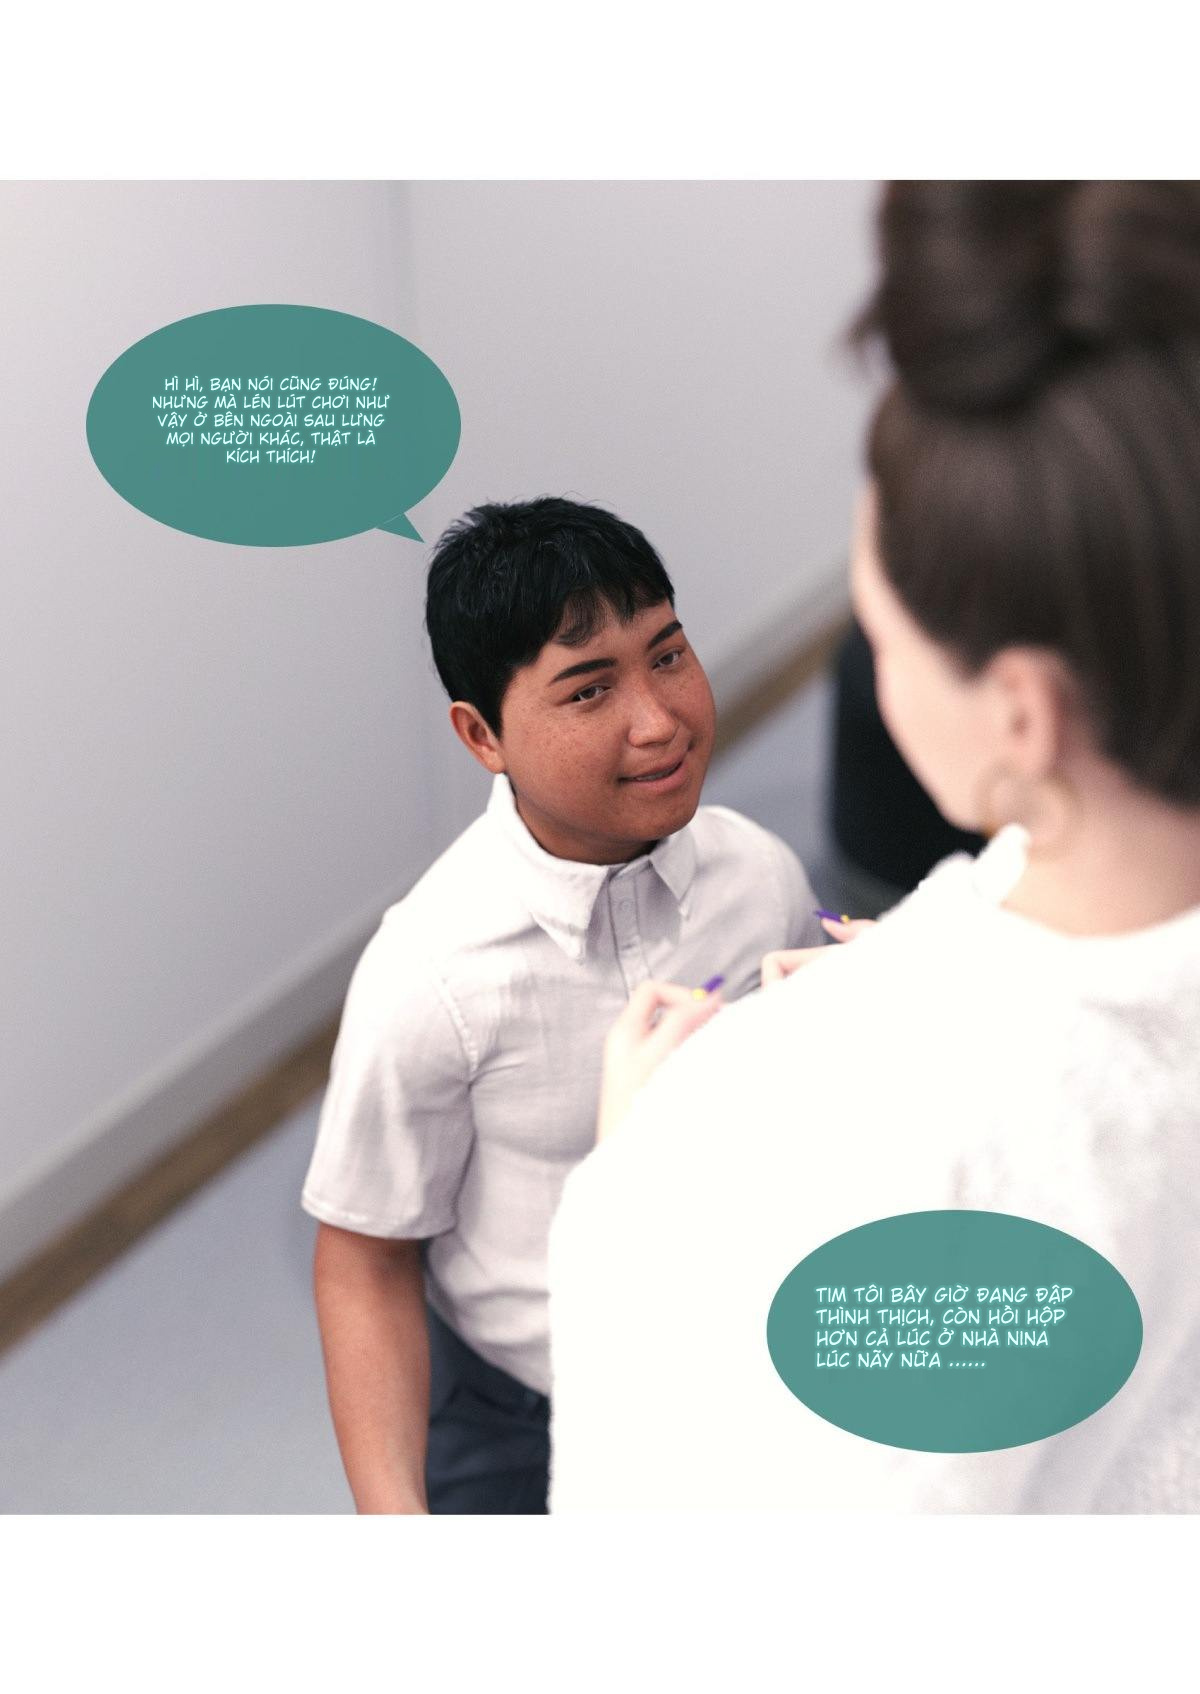 HÌ HÌ, BẠN NÓI CŨNG ĐÚNG!
NHƯNG MÀ LÉN LÚT CHƠI NHƯ
VẬY Ở BÊN NGOÀI SAU LƯNG
MỌI NGƯỜI KHÁC, THẬT LÀ
KÍCH THÍCH!
TIM TÔI BÂY GIỜ ĐANG ĐẬP
THÌNH THỊCH, CÒN HỒI HỘP
HƠN CẢ LÚC Ở NHÀ NINA
LÚC NÃY NỮA ......